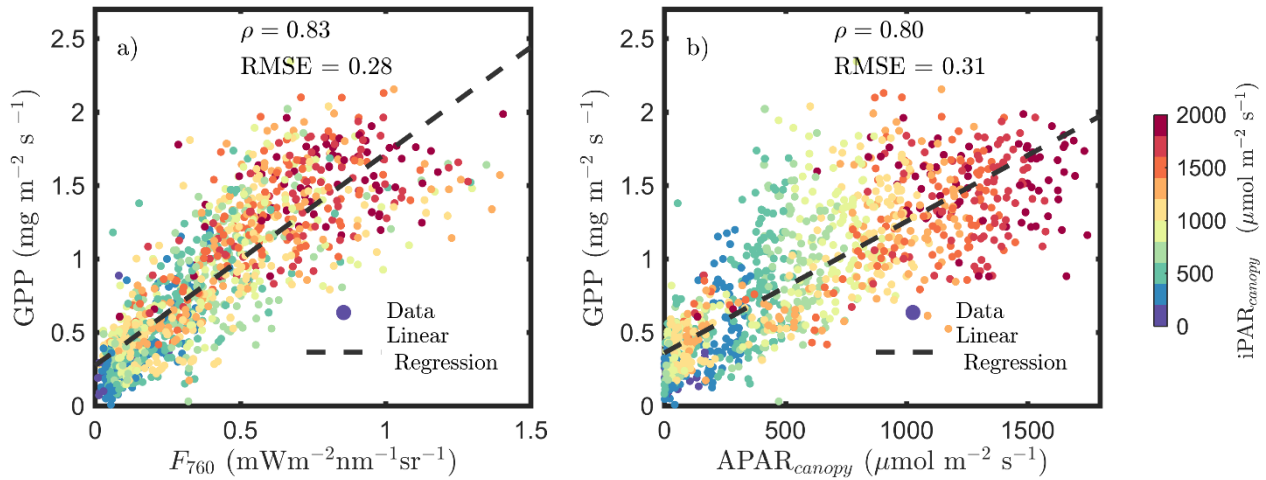 a)
ρ = 0.83
RMSE = 0.28
GPP (mg m⁻² s⁻¹)
2.5
2
1.5
1
0.5
0
Data
Linear
Regression
0 0.5 1 1.5
F₇₆₀ (mWm⁻²nm⁻¹sr⁻¹)
b)
ρ = 0.80
RMSE = 0.31
GPP (mg m⁻² s⁻¹)
2.5
2
1.5
1
0.5
0
Data
Linear
Regression
0 500 1000 1500
APAR_canopy (μmol m⁻² s⁻¹)
2000
1500
1000
500
0
iPAR_canopy (μmol m⁻² s⁻¹)